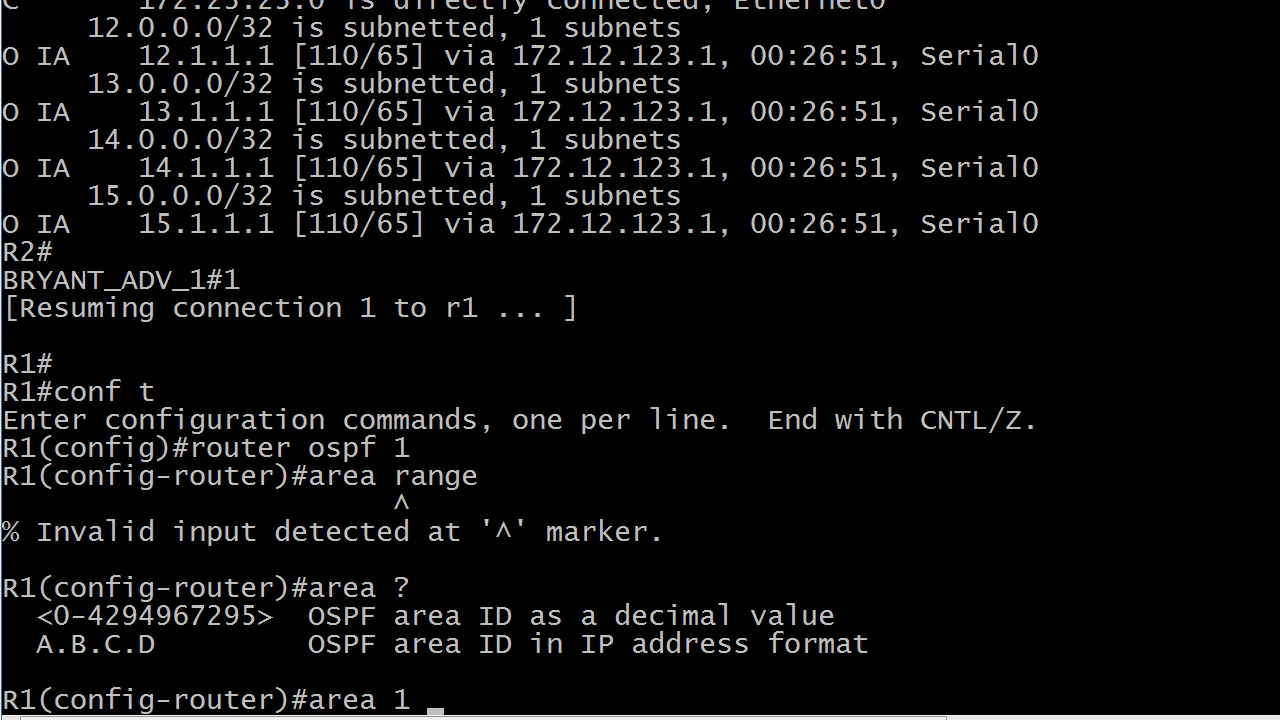 C       172.23.23.0 is directly connected, Ethernet0
     12.0.0.0/32 is subnetted, 1 subnets
O IA    12.1.1.1 [110/65] via 172.12.123.1, 00:26:51, Serial0
     13.0.0.0/32 is subnetted, 1 subnets
O IA    13.1.1.1 [110/65] via 172.12.123.1, 00:26:51, Serial0
     14.0.0.0/32 is subnetted, 1 subnets
O IA    14.1.1.1 [110/65] via 172.12.123.1, 00:26:51, Serial0
     15.0.0.0/32 is subnetted, 1 subnets
O IA    15.1.1.1 [110/65] via 172.12.123.1, 00:26:51, Serial0
R2#
BRYANT_ADV_1#1
[Resuming connection 1 to r1 ... ]
R1#
R1#conf t
Enter configuration commands, one per line.  End with CNTL/Z.
R1(config)#router ospf 1
R1(config-router)#area range
                       ^
% Invalid input detected at '^' marker.
R1(config-router)#area ?
  <0-4294967295>  OSPF area ID as a decimal value
  A.B.C.D         OSPF area ID in IP address format
R1(config-router)#area 1